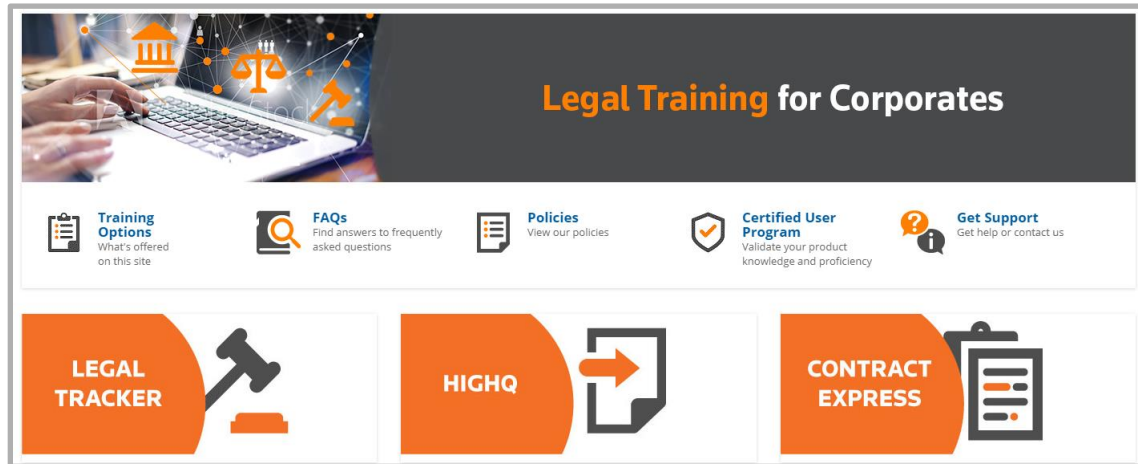 Legal Training for Corporates
Training
Options
What's offered
on this site
FAQs
Find answers to frequently
asked questions
Policies
View our policies
Certified User
Program
Validate your product
knowledge and proficiency
Get Support
Get help or contact us
LEGAL
TRACKER
HIGHQ
CONTRACT
EXPRESS